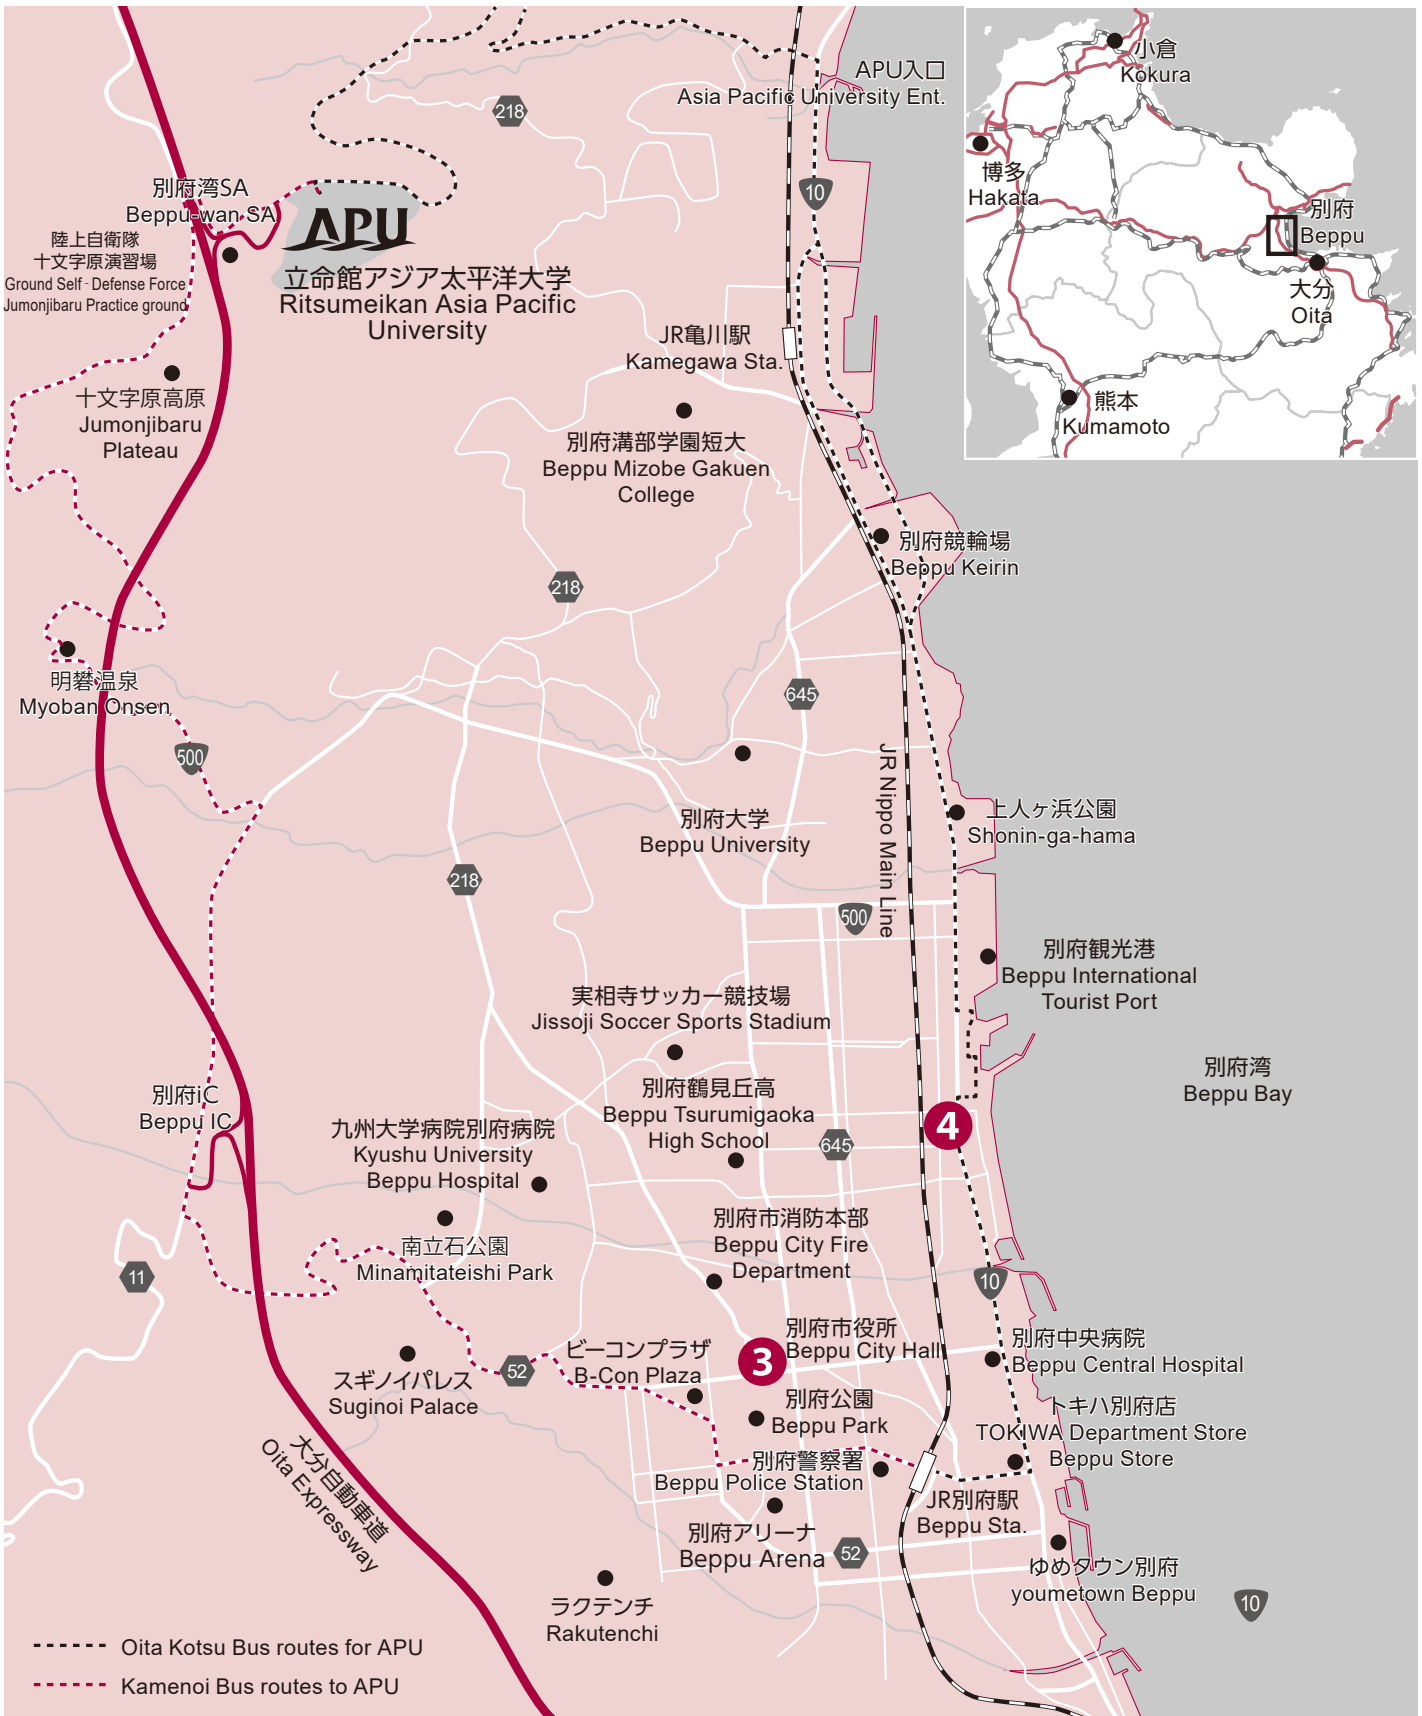 APU入口
Asia Pacific University Ent.
小倉
Kokura
博多
Hakata
別府
Beppu
大分
Oita
熊本
Kumamoto
218
10
別府湾SA
Beppu-wan SA
陸上自衛隊
十文字原演習場
Ground Self - Defense Force
Jumonjibaru Practice ground
APU
立命館アジア太平洋大学
Ritsumeikan Asia Pacific
University
JR亀川駅
Kamegawa Sta.
十文字原高原
Jumonjibaru
Plateau
別府溝部学園短大
Beppu Mizobe Gakuen
College
別府競輪場
Beppu Keirin
218
明礬温泉
Myoban Onsen
645
500
JR Nippo Main Line
別府大学
Beppu University
上人ヶ浜公園
Shonin-ga-hama
218
500
別府観光港
Beppu International
Tourist Port
実相寺サッカー競技場
Jissoji Soccer Sports Stadium
別府湾
Beppu Bay
別府iC
Beppu IC
別府鶴見丘高
Beppu Tsurumigaoka
High School
4
645
九州大学病院別府病院
Kyushu University
Beppu Hospital
南立石公園
Minamitateishi Park
別府市消防本部
Beppu City Fire
Department
11
10
別府市役所
Beppu City Hall
3
別府中央病院
Beppu Central Hospital
ビーコンプラザ
B-Con Plaza
52
スギノイパレス
Suginoi Palace
別府公園
Beppu Park
トキハ別府店
TOKIWA Department Store
Beppu Store
別府警察署
Beppu Police Station
大分自動車道
Oita Expressway
JR別府駅
Beppu Sta.
別府アリーナ
Beppu Arena
52
ゆめタウン別府
youmetown Beppu
10
ラクテンチ
Rakutenchi
Oita Kotsu Bus routes for APU
Kamenoi Bus routes to APU